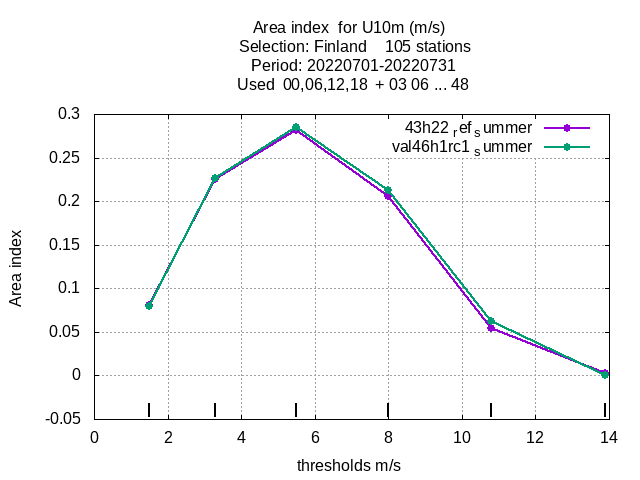 Area index  for U10m (m/s)
Selection: Finland    105 stations
Period: 20220701-20220731
Used  00,06,12,18  + 03 06 ... 48
43h22 ref summer
val46h1rc1 summer
0.3
0.25
0.2
0.15
0.1
0.05
0
-0.05
Area index
0 2 4 6 8 10 12 14
thresholds m/s